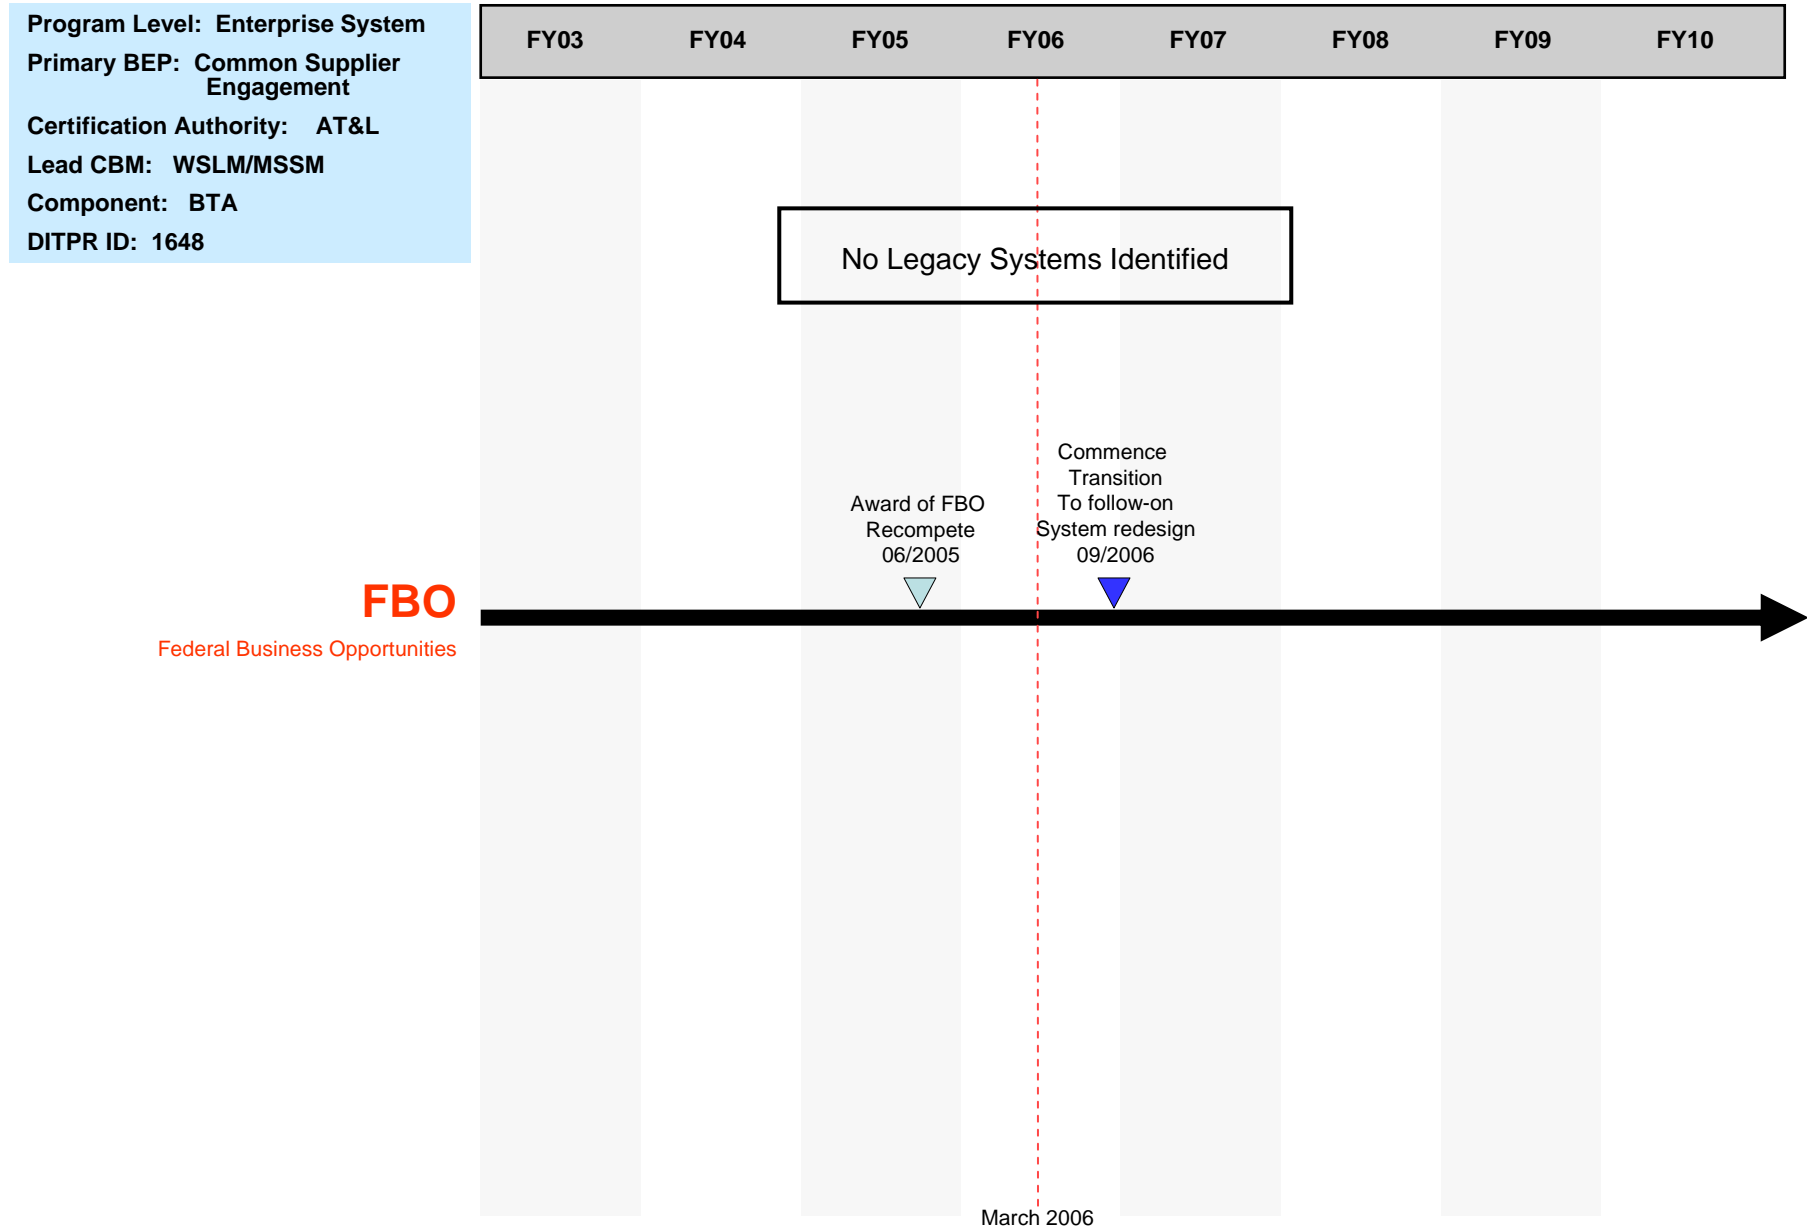 Program Level: Enterprise System
Primary BEP: Common Supplier
Engagement
Certification Authority: AT&L
Lead CBM: WSLM/MSSM
Component: BTA
DITPR ID: 1648
FY03 FY04 FY05 FY06 FY07 FY08 FY09 FY10
No Legacy Systems Identified
Award of FBO
Recompete
06/2005
Commence
Transition
To follow-on
System redesign
09/2006
FBO
Federal Business Opportunities
March 2006